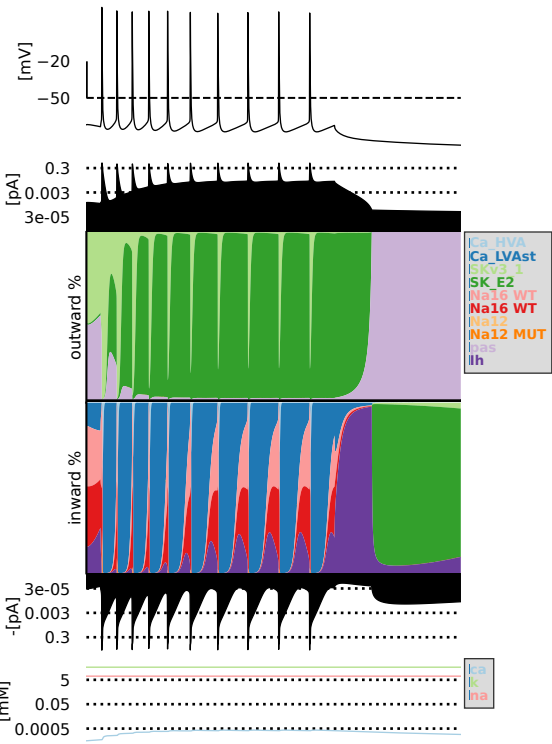 [mV]
−20
−50
[pA]
0.3
0.003
3e-05
outward %
Ca_HVA
Ca_LVAst
SKv3_1
SK_E2
Na16 WT
Na16 WT
Na12
Na12 MUT
pas
Ih
inward %
-[pA]
3e-05
0.003
0.3
[mM]
5
0.05
0.0005
ca
k
na